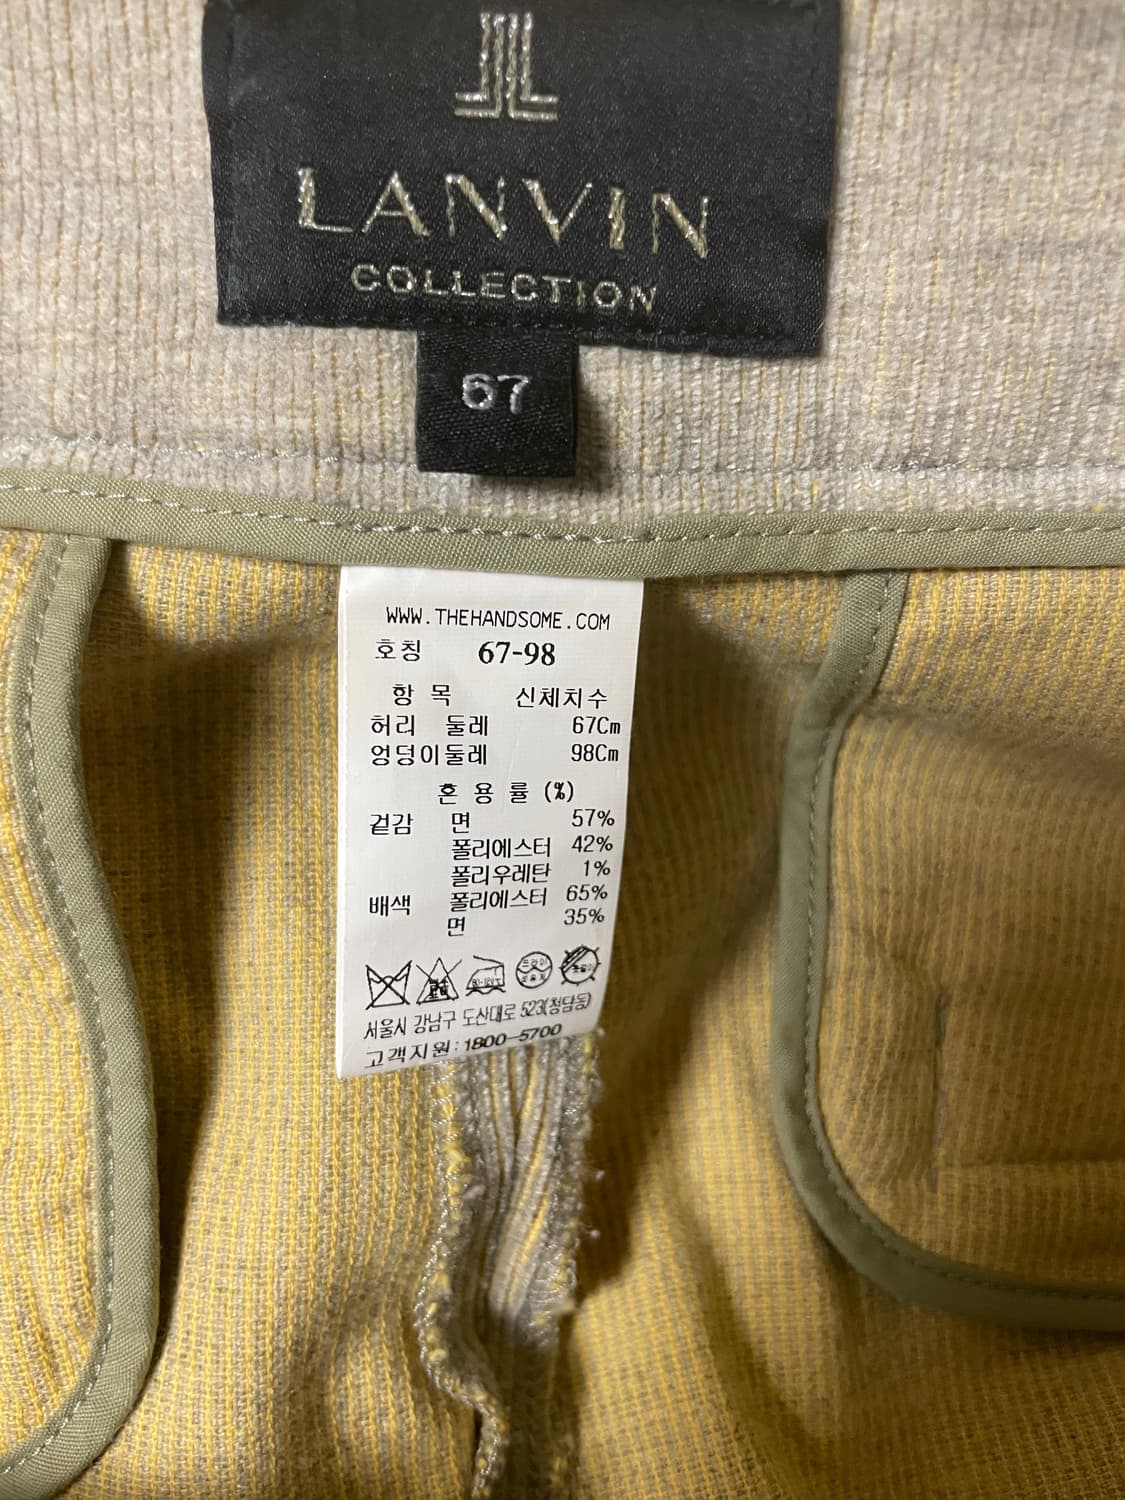 LANVIN
COLLECTION
67
WWW.THEHANDSOME.COM
호칭 67-98
항 목 신체치수
허리 둘레 67Cm
엉덩이둘레 98Cm
혼 용 률 (%)
겉감 면 57%
폴리에스터 42%
폴리우레탄 1%
배색 폴리에스터 65%
면 35%
서울시 강남구 도산대로 523(청담동)
고객지원:1800-5700